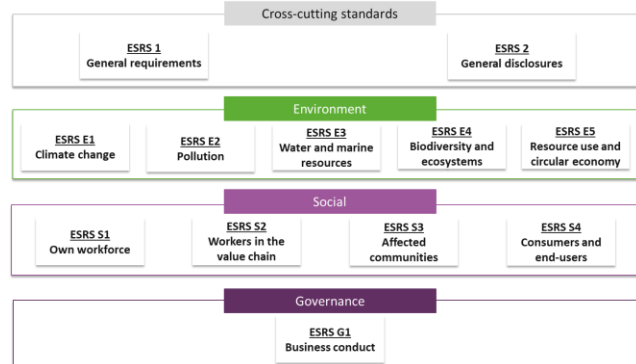 Cross-cutting standards
ESRS 1
General requirements
ESRS 2
General disclosures
Environment
ESRS E1
Climate change
ESRS E2
Pollution
ESRS E3
Water and marine
resources
ESRS E4
Biodiversity and
ecosystems
ESRS E5
Resource use and
circular economy
Social
ESRS S1
Own workforce
ESRS S2
Workers in the
value chain
ESRS S3
Affected
communities
ESRS S4
Consumers and
end-users
Governance
ESRS G1
Business conduct